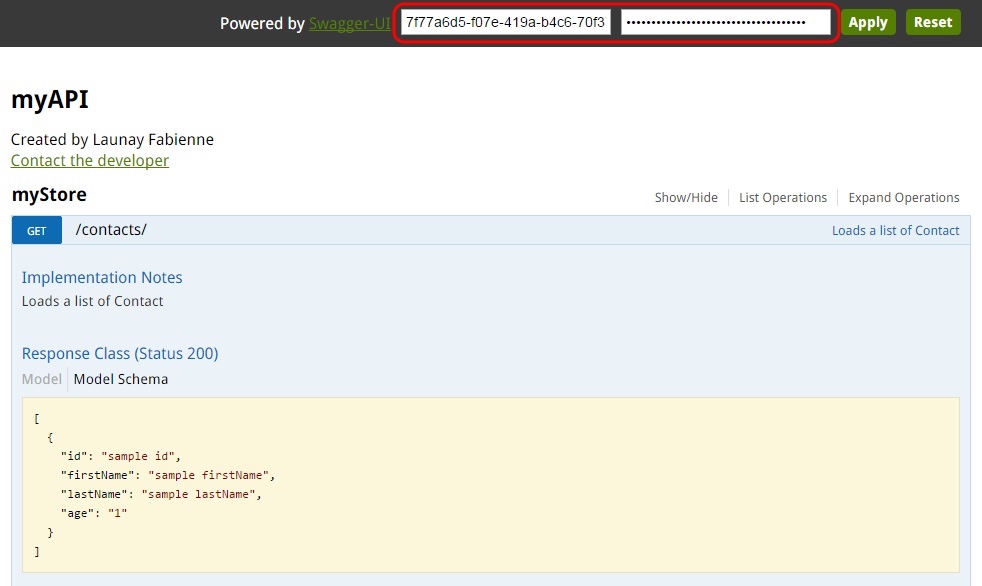 Powered by Swagger-UI 7f77a6d5-f07e-419a-b4c6-70f3 •••••••••••••••••••••••••••••••••••• Apply Reset
myAPI
Created by Launay Fabienne
Contact the developer
myStore Show/Hide List Operations Expand Operations
GET /contacts/ Loads a list of Contact
Implementation Notes
Loads a list of Contact
Response Class (Status 200)
Model Model Schema
[
{
"id": "sample id",
"firstName": "sample firstName",
"lastName": "sample lastName",
"age": "1"
}
]